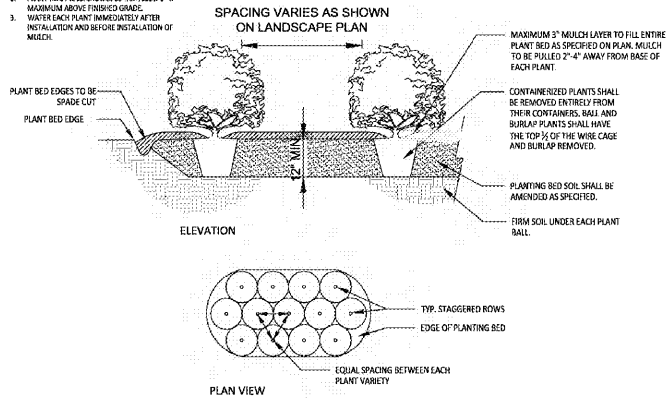 MAXIMUM ABOVE FINISHED GRADE.
3. WATER EACH PLANT IMMEDIATELY AFTER
INSTALLATION AND BEFORE INSTALLATION OF
MULCH.
SPACING VARIES AS SHOWN
ON LANDSCAPE PLAN
MAXIMUM 3" MULCH LAYER TO FILL ENTIRE
PLANT BED AS SPECIFIED ON PLAN. MULCH
TO BE PULLED 2"-4" AWAY FROM BASE OF
EACH PLANT.
PLANT BED EDGES TO BE
SPADE CUT
PLANT BED EDGE
CONTAINERIZED PLANTS SHALL
BE REMOVED ENTIRELY FROM
THEIR CONTAINERS, BALL AND
BURLAP PLANTS SHALL HAVE
THE TOP ½ OF THE WIRE CAGE
AND BURLAP REMOVED.
12" MIN.
PLANTING BED SOIL SHALL BE
AMENDED AS SPECIFIED.
FIRM SOIL UNDER EACH PLANT
BALL.
ELEVATION
TYP. STAGGERED ROWS
EDGE OF PLANTING BED
EQUAL SPACING BETWEEN EACH
PLANT VARIETY
PLAN VIEW